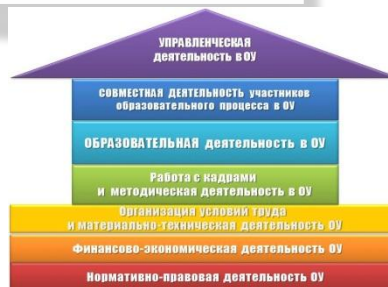 УПРАВЛЕНЧЕСКАЯ
деятельность в ОУ
СОВМЕСТНАЯ ДЕЯТЕЛЬНОСТЬ участников
образовательного процесса в ОУ
ОБРАЗОВАТЕЛЬНАЯ деятельность в ОУ
Работа с кадрами
и методическая деятельность в ОУ
Организация условий труда
и материально-техническая деятельность ОУ
Финансово-экономическая деятельность ОУ
Нормативно-правовая деятельность ОУ